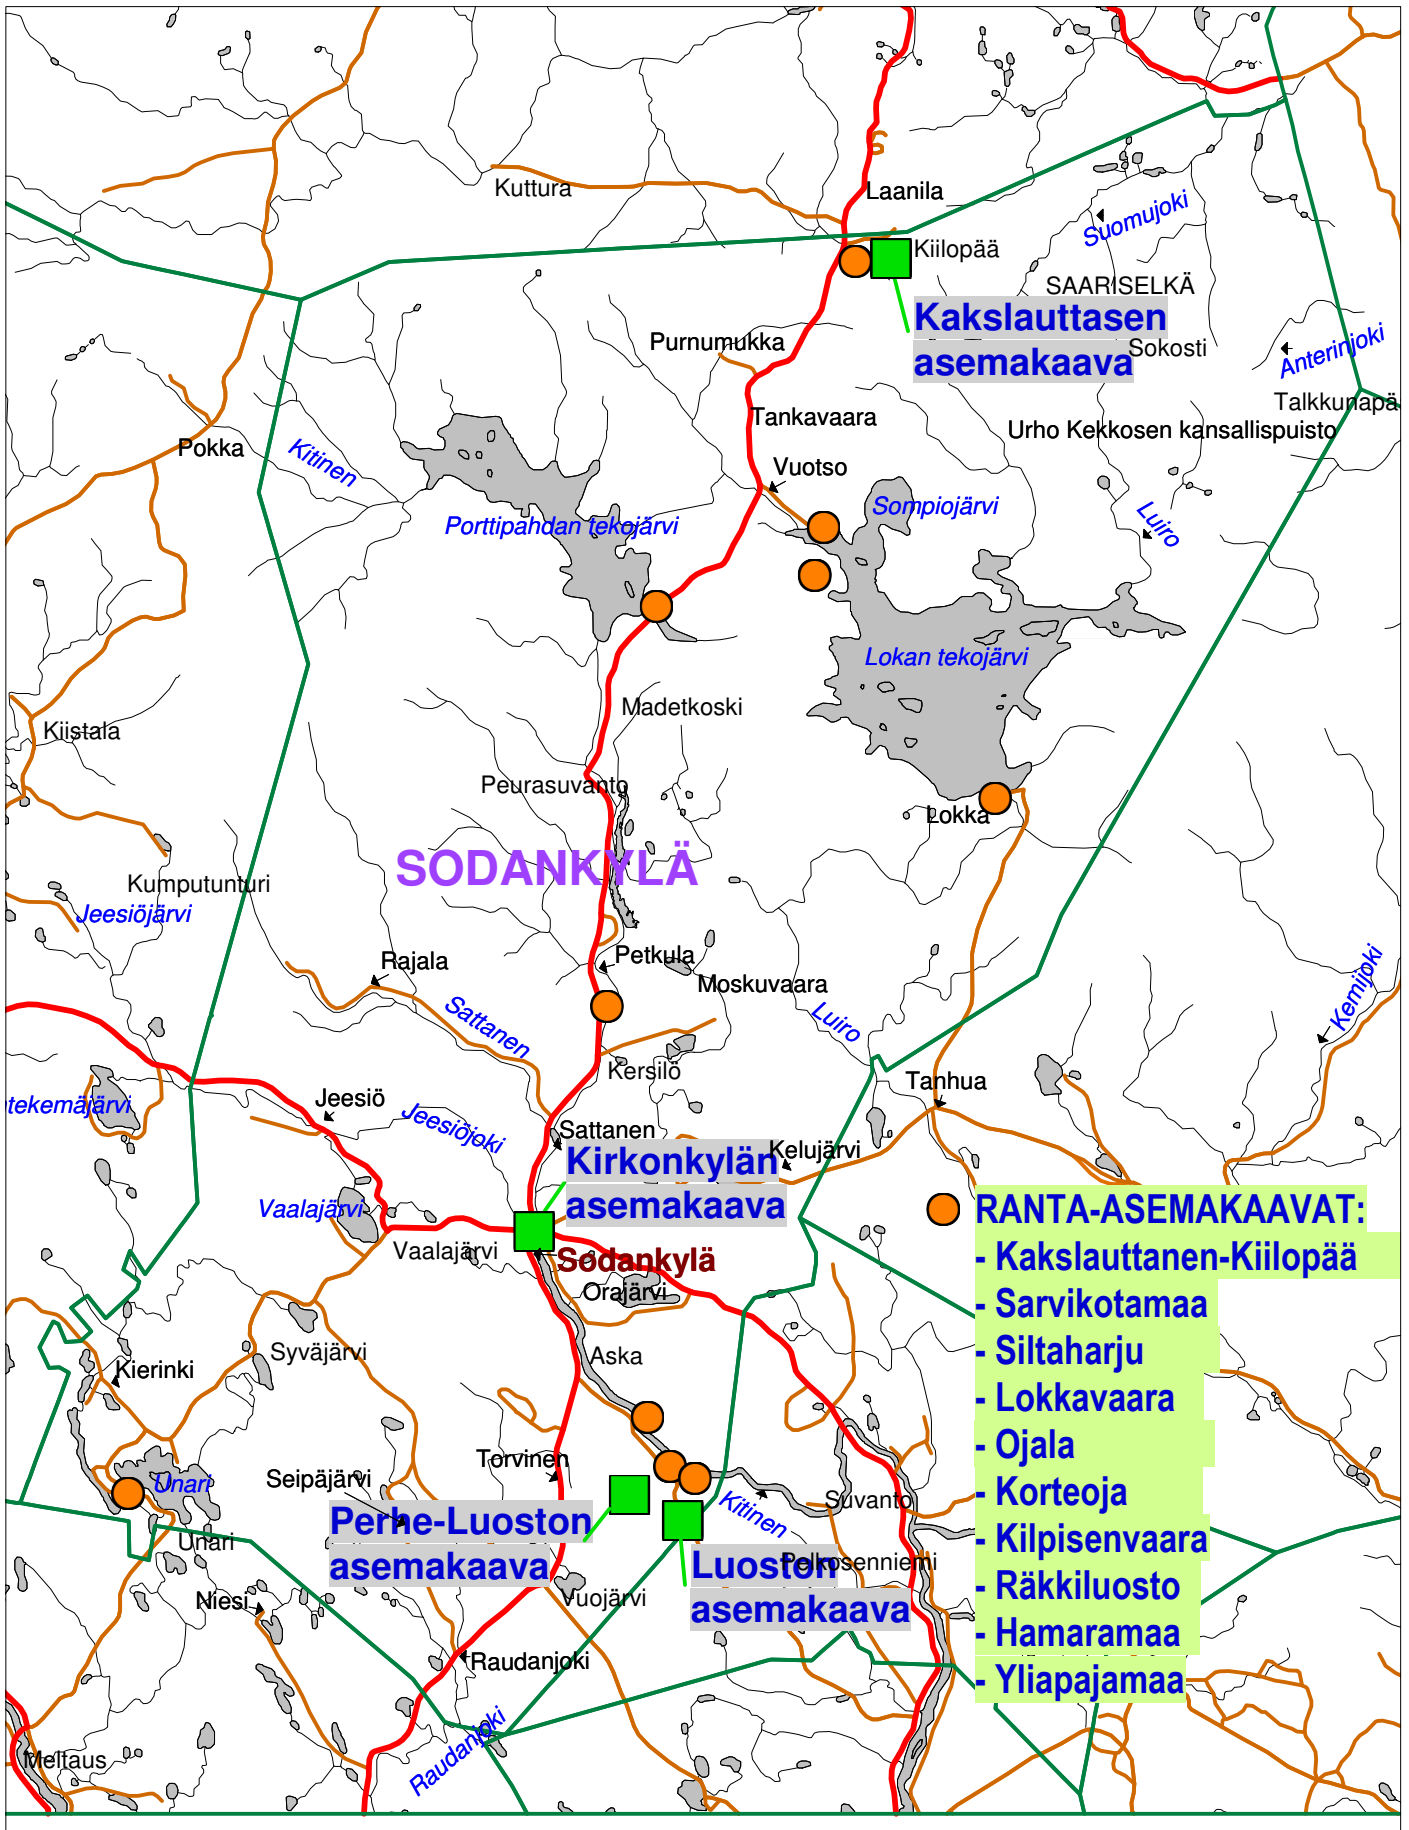 Kuttura
Laanila
Suomujoki
Kiilopää
SAARISELKÄ
Kakslauttasen
asemakaava
Sokosti
Anterinjoki
Purnumukka
Talkkunapä
Tankavaara
Urho Kekkosen kansallispuisto
Pokka
Kitinen
Vuotso
Sompiojärvi
Luiro
Porttipahdan tekojärvi
Lokan tekojärvi
Madetkoski
Kiistala
Peurasuvanto
Lokka
SODANKYLÄ
Kumputunturi
Jeesiöjärvi
Rajala
Petkula
Moskuvaara
Sattanen
Luiro
Kemijoki
Kersilö
Tanhua
tekemäjärvi
Jeesiö
Jeesiöjoki
Sattanen
Kelujärvi
Kirkonkylän
asemakaava
Vaalajärvi
Vaalajärvi
Sodankylä
Orajärvi
RANTA-ASEMAKAAVAT:
- Kakslauttanen-Kiilopää
- Sarvikotamaa
- Siltaharju
- Lokkavaara
- Ojala
- Korteoja
- Kilpisenvaara
- Räkkiluosto
- Hamaramaa
- Yliapajamaa
Syväjärvi
Aska
Kierinki
Torvinen
Seipäjärvi
Unari
Kitinen
Suvanto
Perhe-Luoston
asemakaava
Unari
Luoston
asemakaava
Pelkosenniemi
Niesi
Vuojärvi
Raudanjoki
Raudanjoki
Meltaus